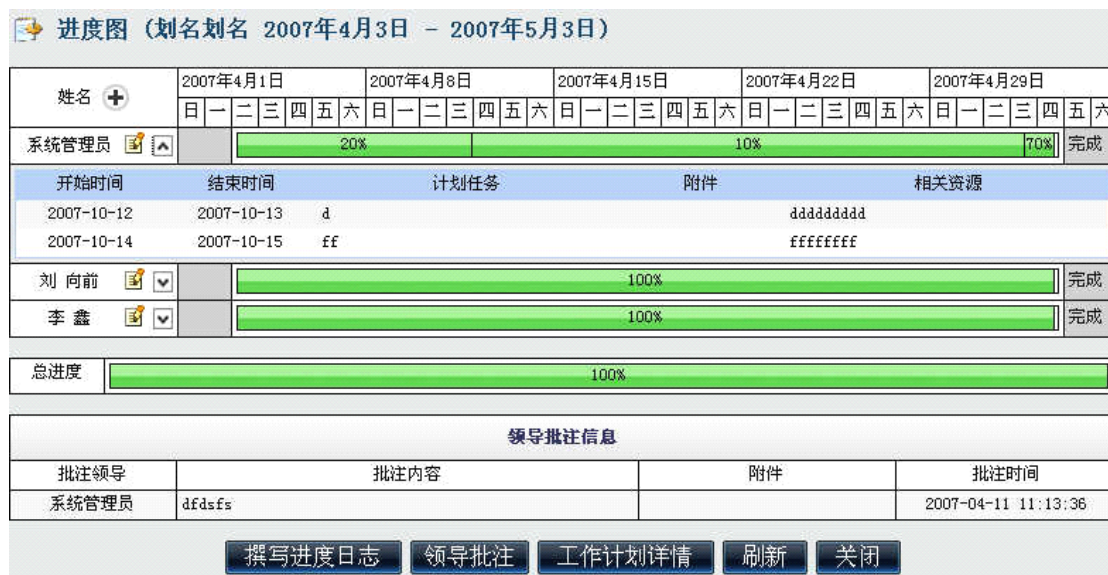 进度图 (划名划名 2007年4月3日 - 2007年5月3日)
姓名 2007年4月1日 2007年4月8日 2007年4月15日 2007年4月22日 2007年4月29日
日 一 二 三 四 五 六 日 一 二 三 四 五 六 日 一 二 三 四 五 六 日 一 二 三 四 五 六 日 一 二 三 四 五 六
系统管理员 20% 10% 70% 完成
开始时间 结束时间 计划任务 附件 相关资源
2007-10-12 2007-10-13 d ddddddddd
2007-10-14 2007-10-15 ff ffffffff
刘 向前 100% 完成
李 鑫 100% 完成
总进度 100%
领导批注信息
批注领导 批注内容 附件 批注时间
系统管理员 dfdsfs 2007-04-11 11:13:36
撰写进度日志 领导批注 工作计划详情 刷新 关闭